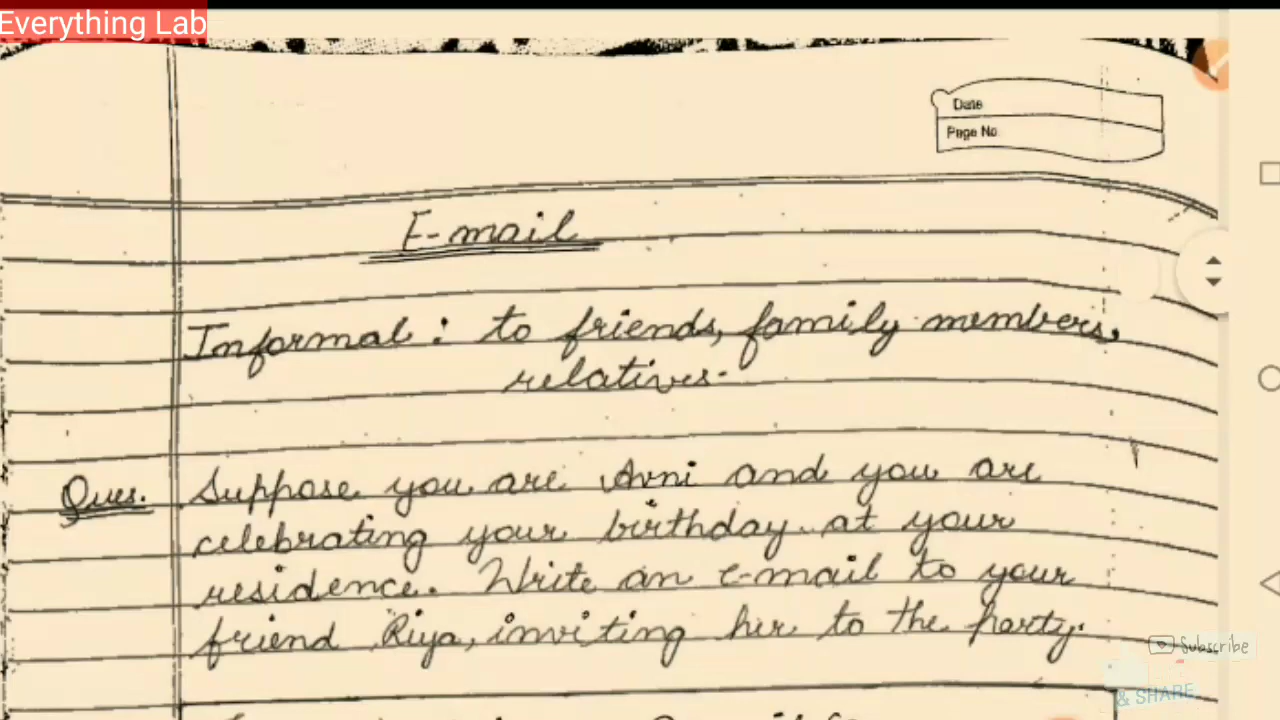 Everything Lab
Date
Page No
E-mail
Informal : to friends, family members,
relatives.
Ques. Suppose you are Avni and you are
celebrating your birthday at your
residence. Write an e-mail to your
friend Riya, inviting her to the party.
Subscribe
& SHARE